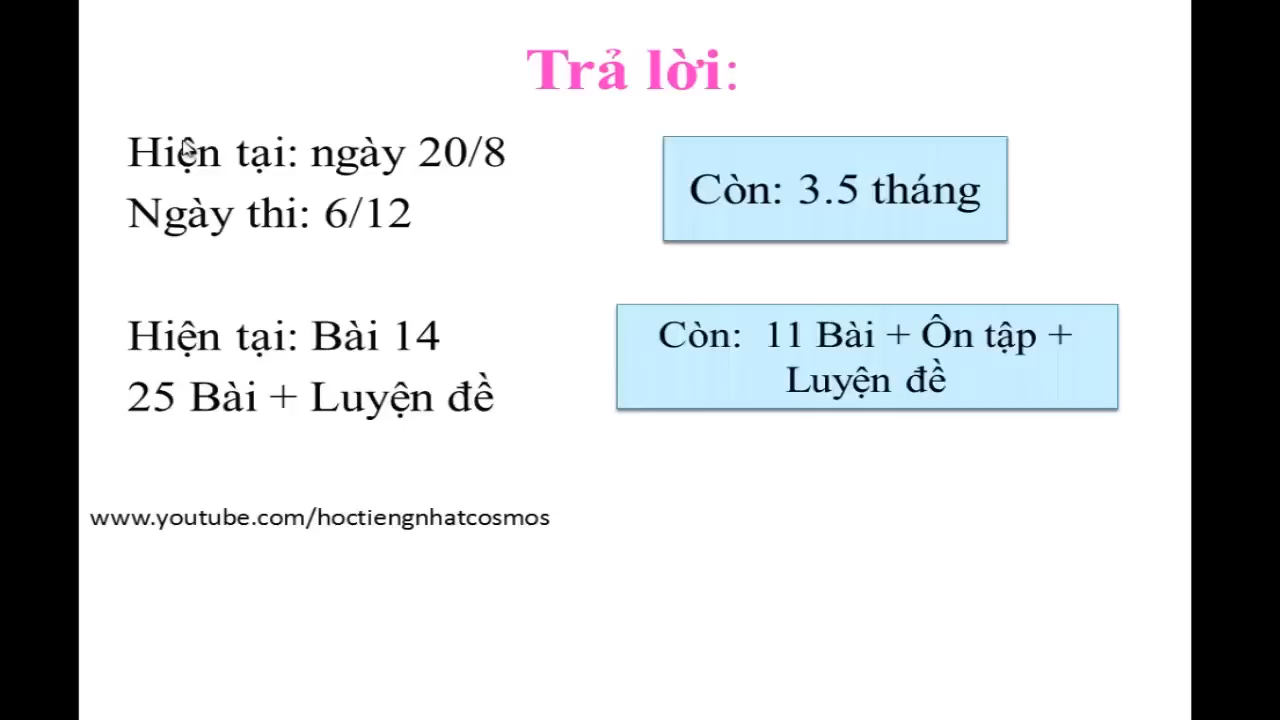 Trả lời:
Hiện tại: ngày 20/8
Ngày thi: 6/12
Còn: 3.5 tháng
Hiện tại: Bài 14
25 Bài + Luyện đề
Còn: 11 Bài + Ôn tập +
Luyện đề
www.youtube.com/hoctiengnhatcosmos